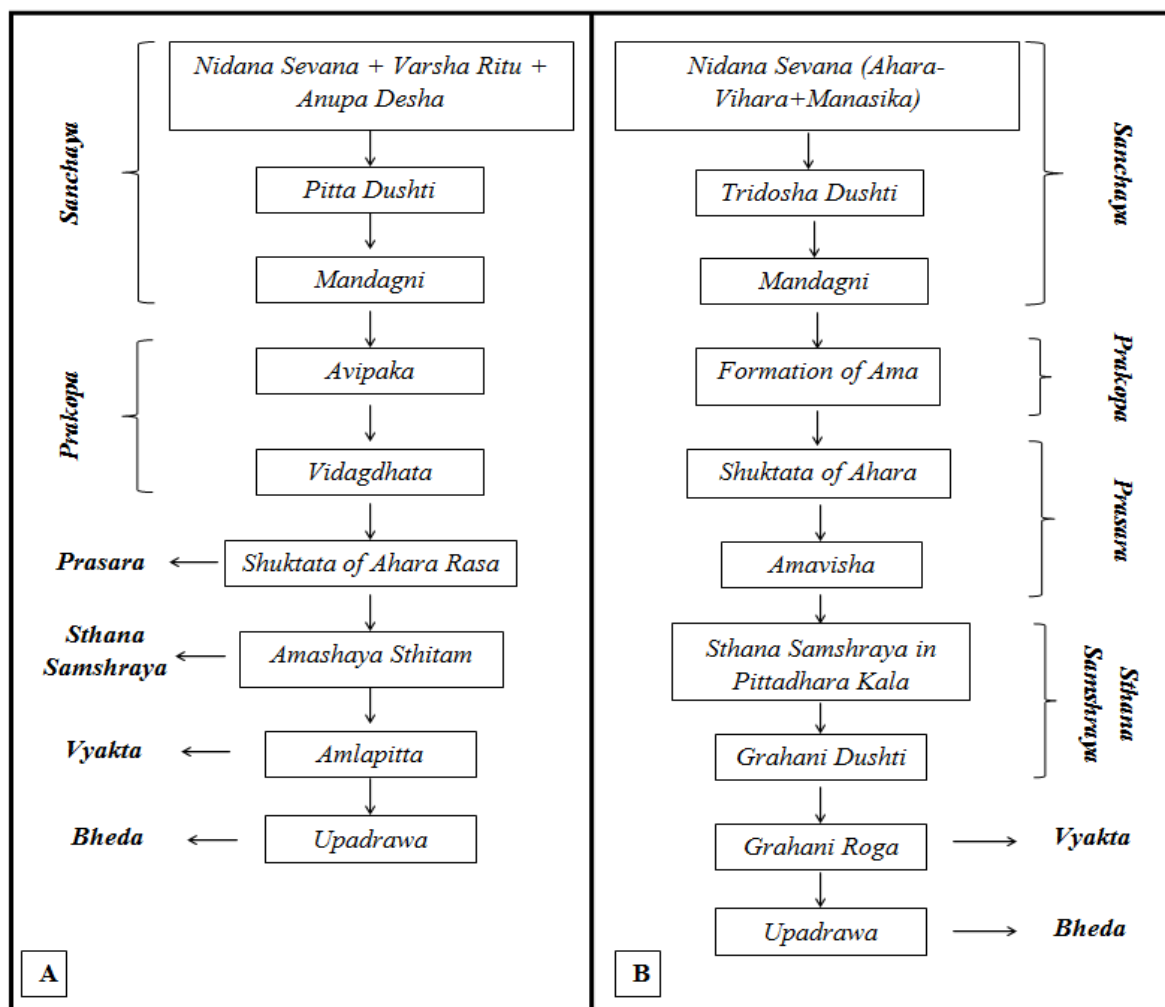 Nidana Sevana + Varsha Ritu +
Anupa Desha
Pitta Dushti
Mandagni
Sanchaya
Avipaka
Vidagdhata
Prakopa
Prasara
Shuktata of Ahara Rasa
Sthana
Samshraya
Amashaya Sthitam
Vyakta
Amlapitta
Bheda
Upadrawa
A
Nidana Sevana (Ahara-
Vihara+Manasika)
Tridosha Dushti
Mandagni
Sanchaya
Formation of Ama
Prakopa
Shuktata of Ahara
Amavisha
Prasara
Sthana Samshraya in
Pittadhara Kala
Grahani Dushti
Sthana
Samshraya
Grahani Roga
Vyakta
Upadrawa
Bheda
B